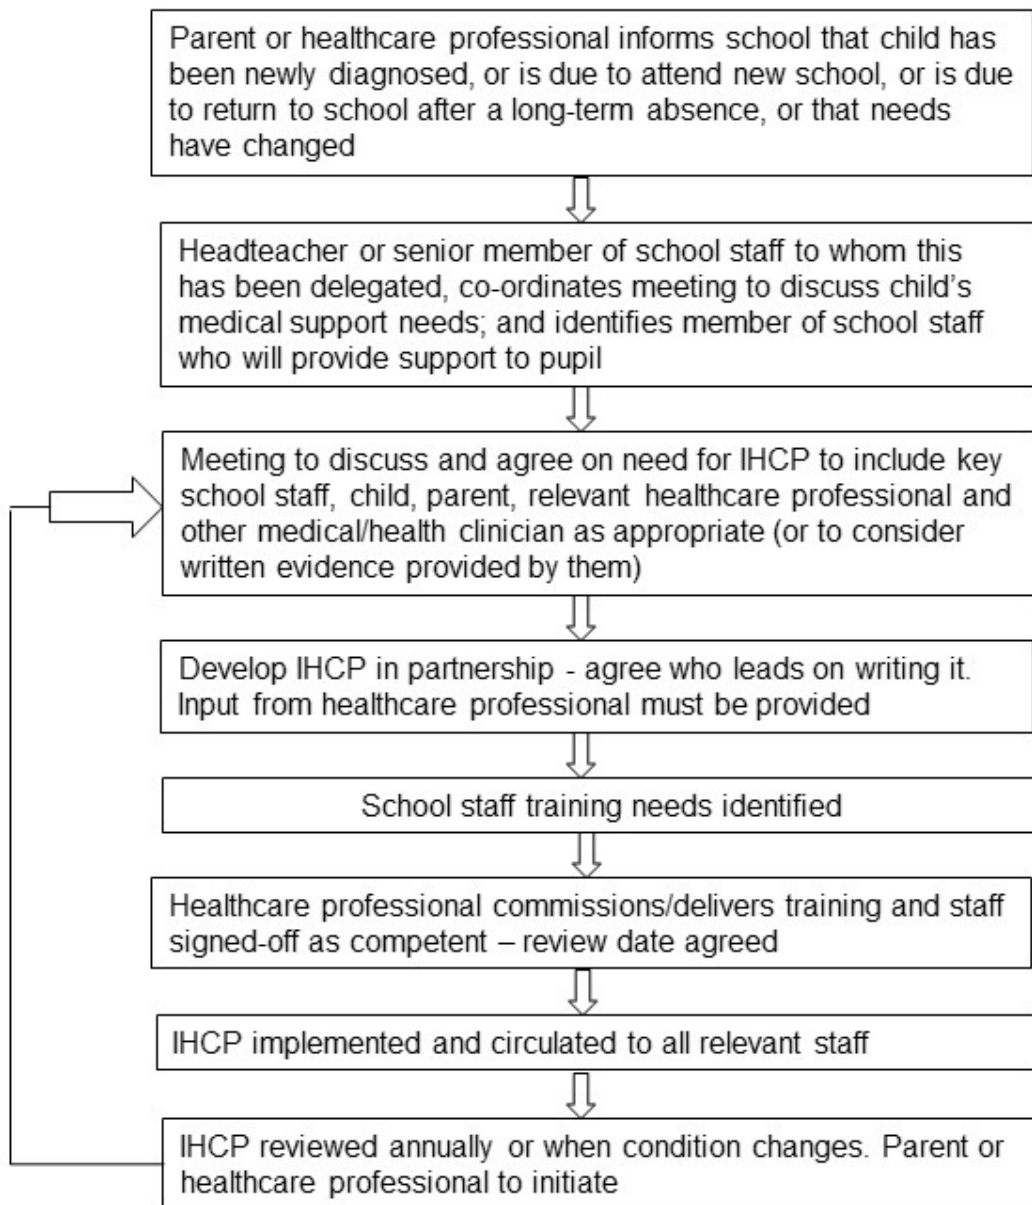 Parent or healthcare professional informs school that child has
been newly diagnosed, or is due to attend new school, or is due
to return to school after a long-term absence, or that needs
have changed
Headteacher or senior member of school staff to whom this
has been delegated, co-ordinates meeting to discuss child's
medical support needs; and identifies member of school staff
who will provide support to pupil
Meeting to discuss and agree on need for IHCP to include key
school staff, child, parent, relevant healthcare professional and
other medical/health clinician as appropriate (or to consider
written evidence provided by them)
Develop IHCP in partnership - agree who leads on writing it.
Input from healthcare professional must be provided
School staff training needs identified
Healthcare professional commissions/delivers training and staff
signed-off as competent – review date agreed
IHCP implemented and circulated to all relevant staff
IHCP reviewed annually or when condition changes. Parent or
healthcare professional to initiate